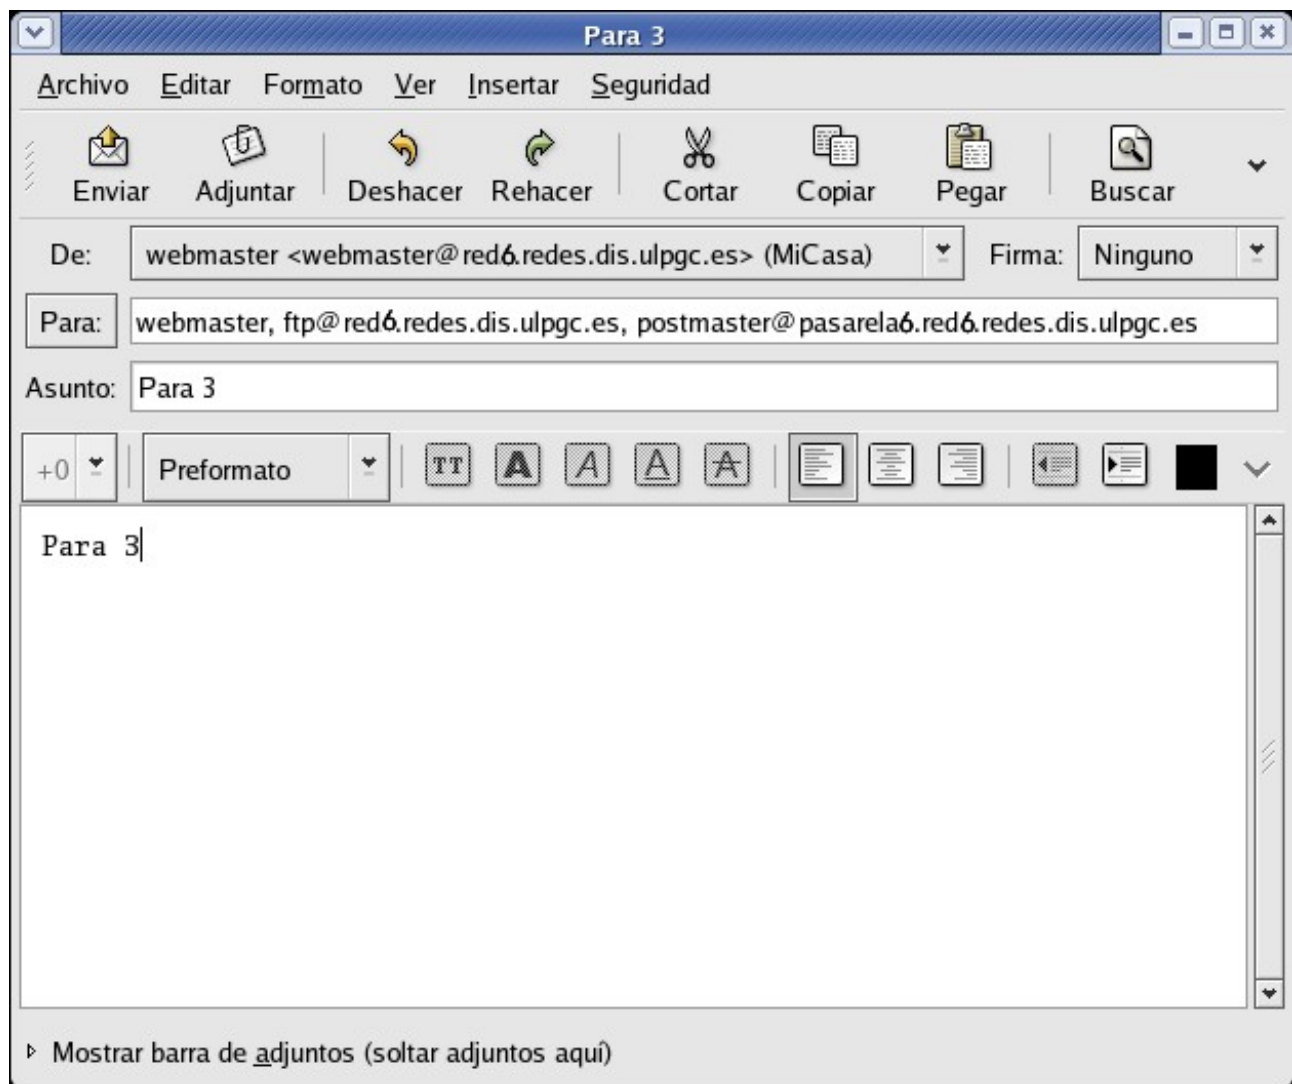 Para 3
Archivo Editar Formato Ver Insertar Seguridad
Enviar Adjuntar Deshacer Rehacer Cortar Copiar Pegar Buscar
De: webmaster <webmaster@red6.redes.dis.ulpgc.es> (MiCasa) Firma: Ninguno
Para: webmaster, ftp@red6.redes.dis.ulpgc.es, postmaster@pasarela6.red6.redes.dis.ulpgc.es
Asunto: Para 3
+0 Preformato TT A A A A
Para 3
Mostrar barra de adjuntos (soltar adjuntos aquí)